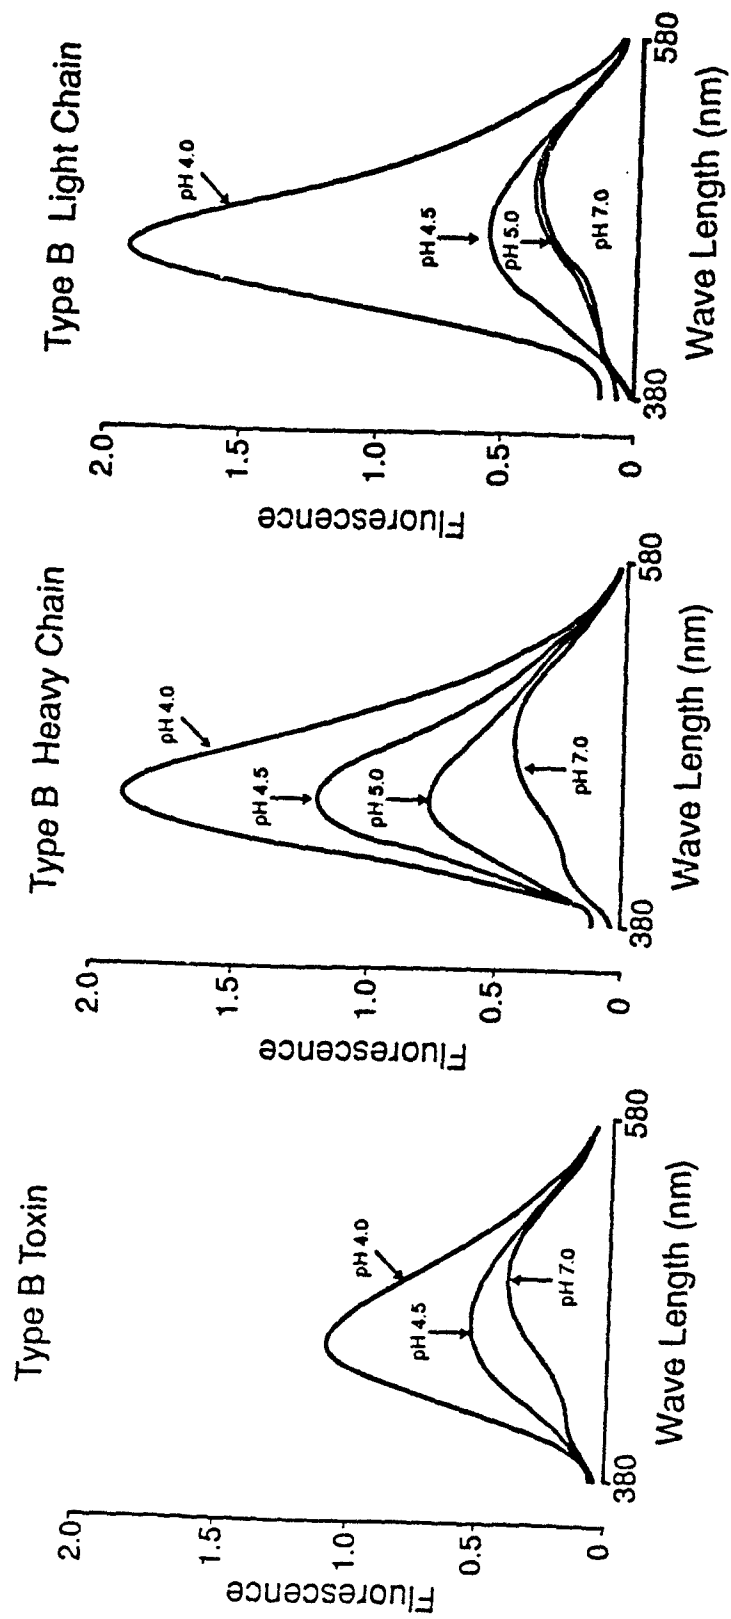 Type B Toxin
Fluorescence
2.0
1.5
1.0
0.5
0
pH 4.0
pH 4.5
pH 7.0
380
580
Wave Length (nm)
Type B Heavy Chain
Fluorescence
2.0
1.5
1.0
0.5
0
pH 4.0
pH 4.5
pH 5.0
pH 7.0
380
580
Wave Length (nm)
Type B Light Chain
Fluorescence
2.0
1.5
1.0
0.5
0
pH 4.0
pH 4.5
pH 5.0
pH 7.0
380
580
Wave Length (nm)